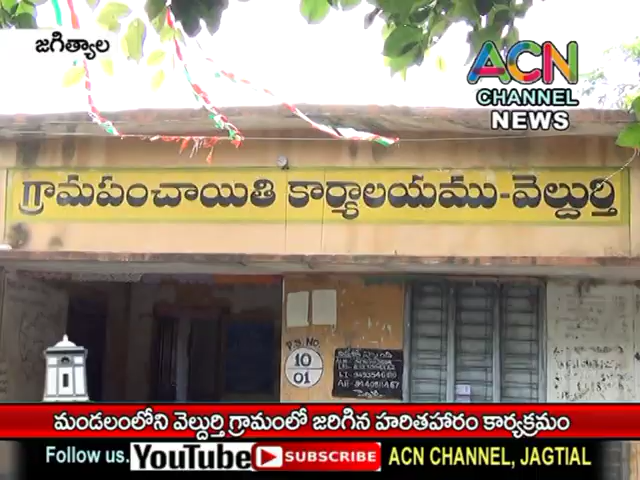 జగిత్యాల
ACN
CHANNEL
NEWS
గ్రామపంచాయితి కార్యాలయము-వెల్దుర్తి
P.S. NO.
10
01
మండలంలోని వెల్దుర్తి గ్రామంలో జరిగిన హరితహారం కార్యక్రమం
Follow us. YouTube SUBSCRIBE ACN CHANNEL, JAGTIAL